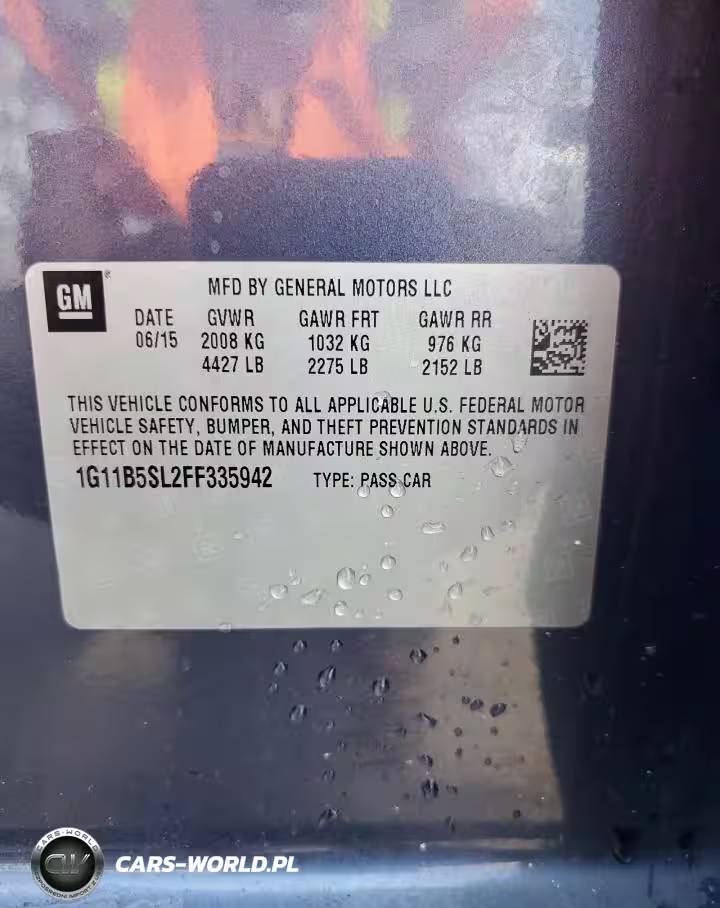 GM ®
MFD BY GENERAL MOTORS LLC
DATE GVWR GAWR FRT GAWR RR
06/15 2008 KG 1032 KG 976 KG
4427 LB 2275 LB 2152 LB
THIS VEHICLE CONFORMS TO ALL APPLICABLE U.S. FEDERAL MOTOR
VEHICLE SAFETY, BUMPER, AND THEFT PREVENTION STANDARDS IN
EFFECT ON THE DATE OF MANUFACTURE SHOWN ABOVE.
1G11B5SL2FF335942 TYPE: PASS CAR
CARS-WORLD
CW
CARS-WORLD.PL